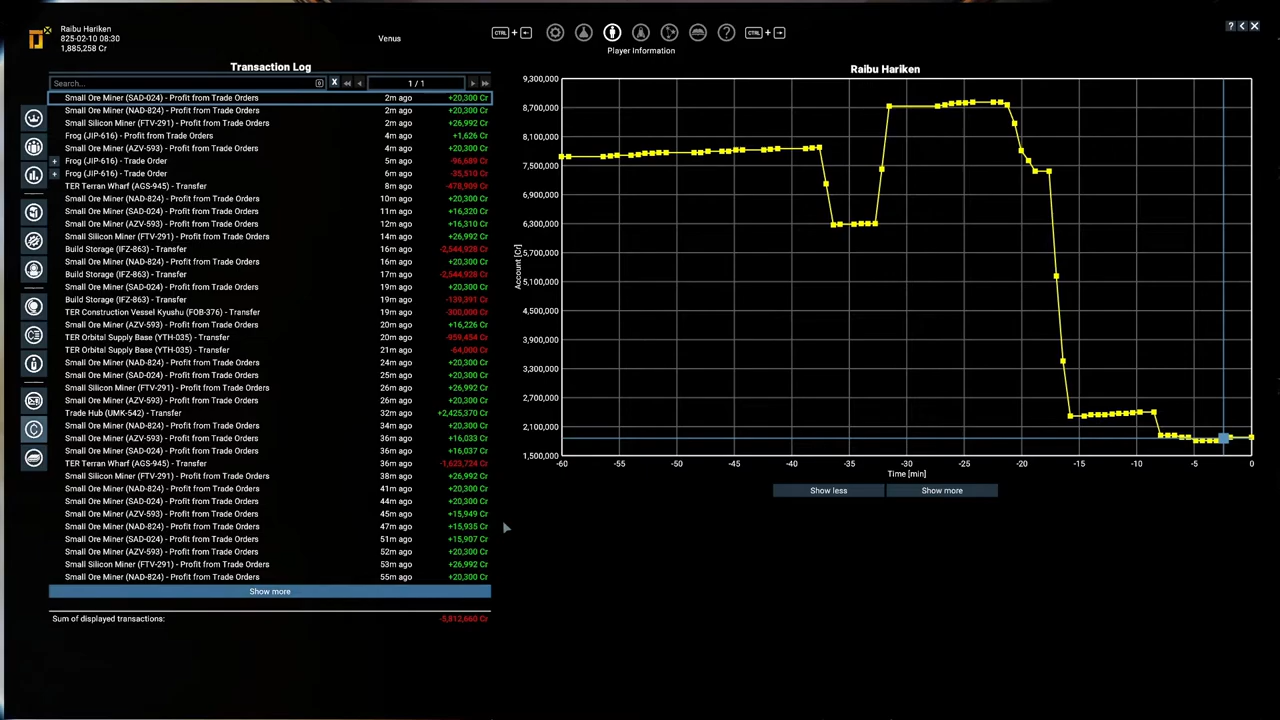 Raibu Hariken
825-02-10 08:30
1,885,258 Cr
Venus
CTRL + ←
? CTRL + →
Player Information
? < X
Transaction Log
Search...
X 1 / 1
Small Ore Miner (SAD-024) - Profit from Trade Orders 2m ago +20,300 Cr
Small Ore Miner (NAD-824) - Profit from Trade Orders 2m ago +20,300 Cr
Small Silicon Miner (FTV-291) - Profit from Trade Orders 2m ago +26,992 Cr
Frog (JIP-616) - Profit from Trade Orders 4m ago +1,626 Cr
Small Ore Miner (AZV-593) - Profit from Trade Orders 4m ago +20,300 Cr
+ Frog (JIP-616) - Trade Order 5m ago -96,689 Cr
+ Frog (JIP-616) - Trade Order 6m ago -35,510 Cr
TER Terran Wharf (AGS-945) - Transfer 8m ago -478,909 Cr
Small Ore Miner (NAD-824) - Profit from Trade Orders 10m ago +20,300 Cr
Small Ore Miner (SAD-024) - Profit from Trade Orders 11m ago +16,320 Cr
Small Ore Miner (AZV-593) - Profit from Trade Orders 12m ago +16,310 Cr
Small Silicon Miner (FTV-291) - Profit from Trade Orders 14m ago +26,992 Cr
Build Storage (IFZ-863) - Transfer 16m ago -2,544,928 Cr
Small Ore Miner (NAD-824) - Profit from Trade Orders 16m ago +20,300 Cr
Build Storage (IFZ-863) - Transfer 17m ago -2,544,928 Cr
Small Ore Miner (SAD-024) - Profit from Trade Orders 19m ago +20,300 Cr
Build Storage (IFZ-863) - Transfer 19m ago -139,391 Cr
TER Construction Vessel Kyushu (FOB-376) - Transfer 19m ago -300,000 Cr
Small Ore Miner (AZV-593) - Profit from Trade Orders 20m ago +16,226 Cr
TER Orbital Supply Base (YTH-035) - Transfer 20m ago -959,454 Cr
TER Orbital Supply Base (YTH-035) - Transfer 21m ago -64,000 Cr
Small Ore Miner (NAD-824) - Profit from Trade Orders 24m ago +20,300 Cr
Small Ore Miner (SAD-024) - Profit from Trade Orders 25m ago +20,300 Cr
Small Silicon Miner (FTV-291) - Profit from Trade Orders 26m ago +26,992 Cr
Small Ore Miner (AZV-593) - Profit from Trade Orders 26m ago +20,300 Cr
Trade Hub (UMK-542) - Transfer 32m ago +2,425,370 Cr
Small Ore Miner (NAD-824) - Profit from Trade Orders 34m ago +20,300 Cr
Small Ore Miner (AZV-593) - Profit from Trade Orders 36m ago +16,033 Cr
Small Ore Miner (SAD-024) - Profit from Trade Orders 36m ago +16,037 Cr
TER Terran Wharf (AGS-945) - Transfer 36m ago -1,623,724 Cr
Small Silicon Miner (FTV-291) - Profit from Trade Orders 38m ago +26,992 Cr
Small Ore Miner (NAD-824) - Profit from Trade Orders 41m ago +20,300 Cr
Small Ore Miner (SAD-024) - Profit from Trade Orders 44m ago +20,300 Cr
Small Ore Miner (AZV-593) - Profit from Trade Orders 45m ago +15,949 Cr
Small Ore Miner (NAD-824) - Profit from Trade Orders 47m ago +15,935 Cr
Small Ore Miner (SAD-024) - Profit from Trade Orders 51m ago +15,907 Cr
Small Ore Miner (AZV-593) - Profit from Trade Orders 52m ago +20,300 Cr
Small Silicon Miner (FTV-291) - Profit from Trade Orders 53m ago +26,992 Cr
Small Ore Miner (NAD-824) - Profit from Trade Orders 55m ago +20,300 Cr
Show more
Sum of displayed transactions: -5,812,660 Cr
Raibu Hariken
9,300,000
8,700,000
8,100,000
7,500,000
6,900,000
6,300,000
5,700,000
5,100,000
4,500,000
3,900,000
3,300,000
2,700,000
2,100,000
1,500,000
Account [Cr]
-60 -55 -50 -45 -40 -35 -30 -25 -20 -15 -10 -5 0
Time [min]
Show less Show more